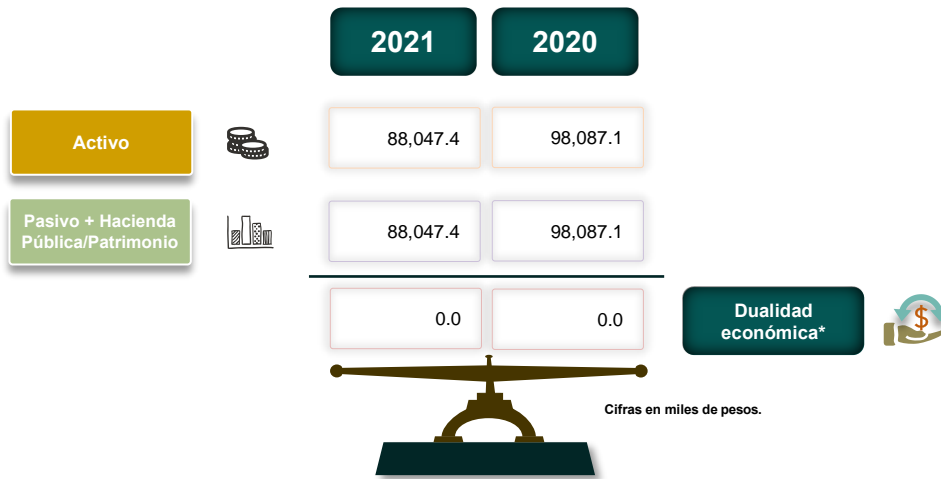 2021 2020
Activo 88,047.4 98,087.1
Pasivo + Hacienda
Pública/Patrimonio 88,047.4 98,087.1
0.0 0.0
Dualidad
económica*
$
Cifras en miles de pesos.